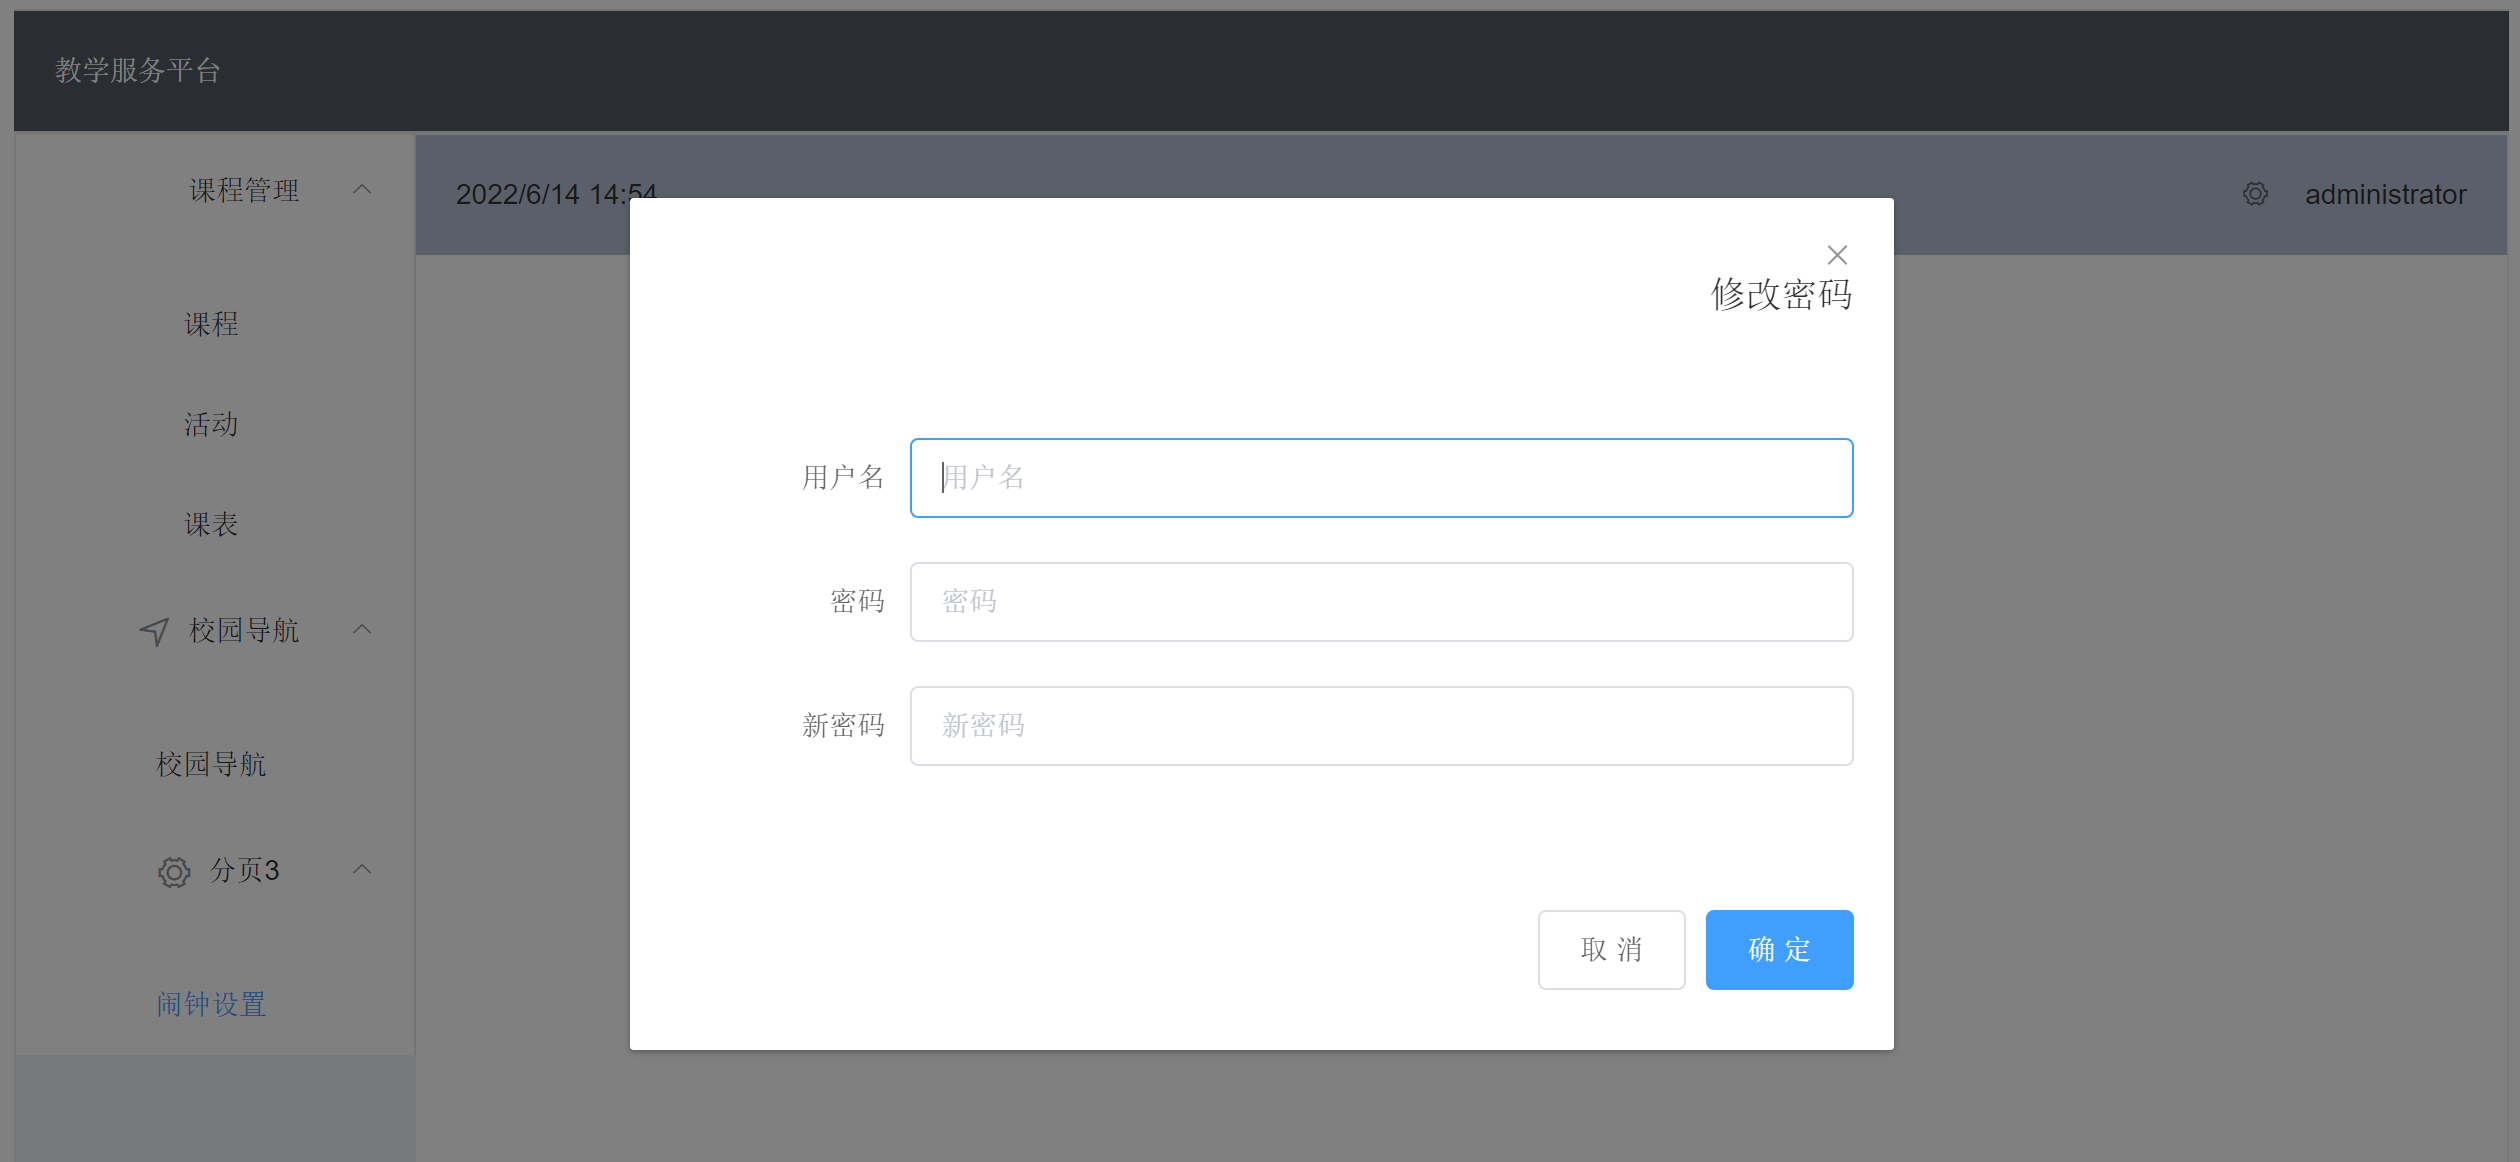 教学服务平台
课程管理
课程
活动
课表
校园导航
校园导航
分页3
闹钟设置
2022/6/14 14:54
administrator
修改密码
用户名 用户名
密码 密码
新密码 新密码
取 消 确 定